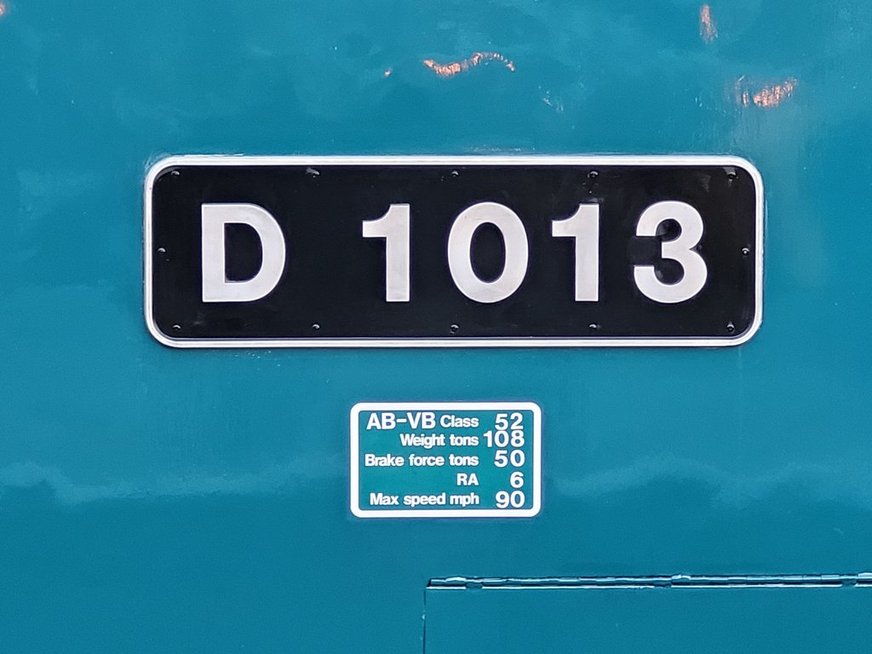 D 1013
AB-VB Class 52
Weight tons 108
Brake force tons 50
RA 6
Max speed mph 90